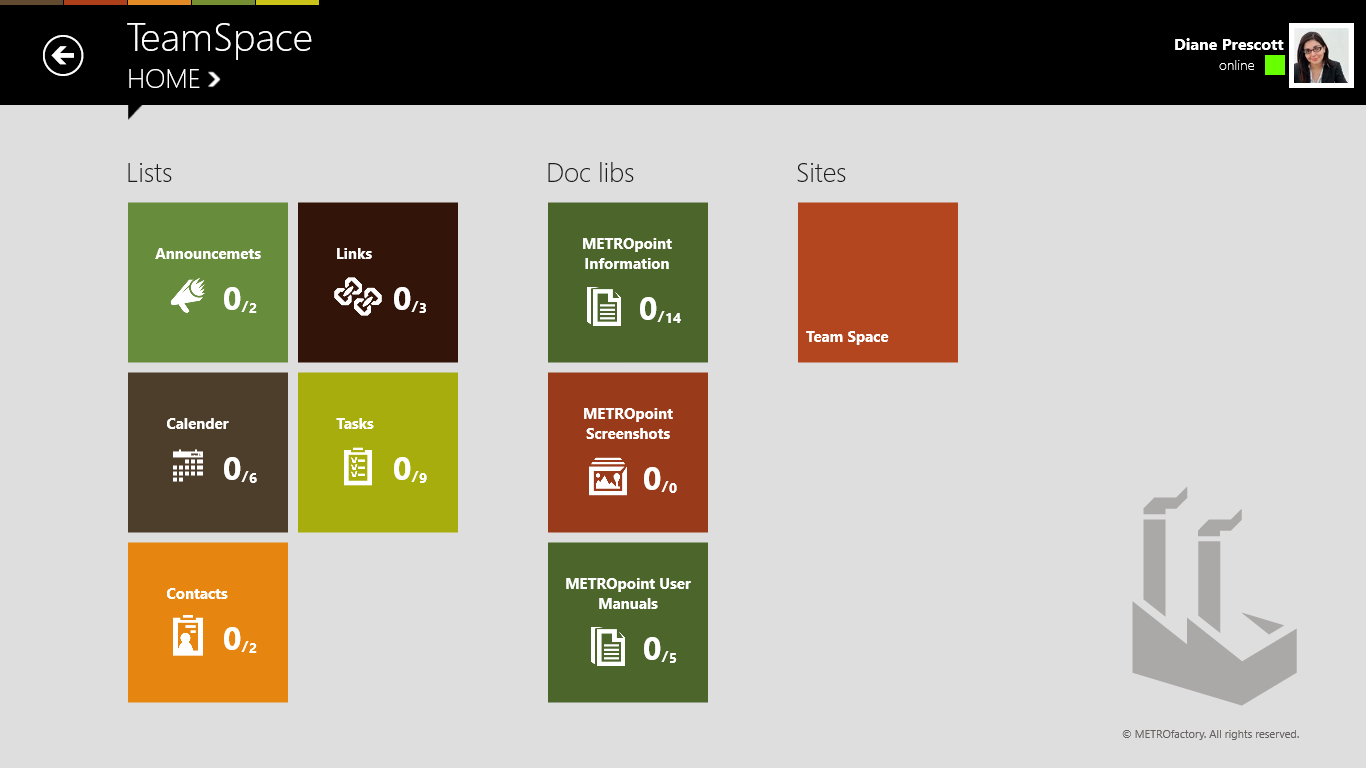 TeamSpace
HOME
Diane Prescott
online
Lists
Announcemets
0/2
Links
0/3
Calender
0/6
Tasks
0/9
Contacts
0/2
Doc libs
METROpoint
Information
0/14
METROpoint
Screenshots
0/0
METROpoint User
Manuals
0/5
Sites
Team Space
© METROfactory. All rights reserved.